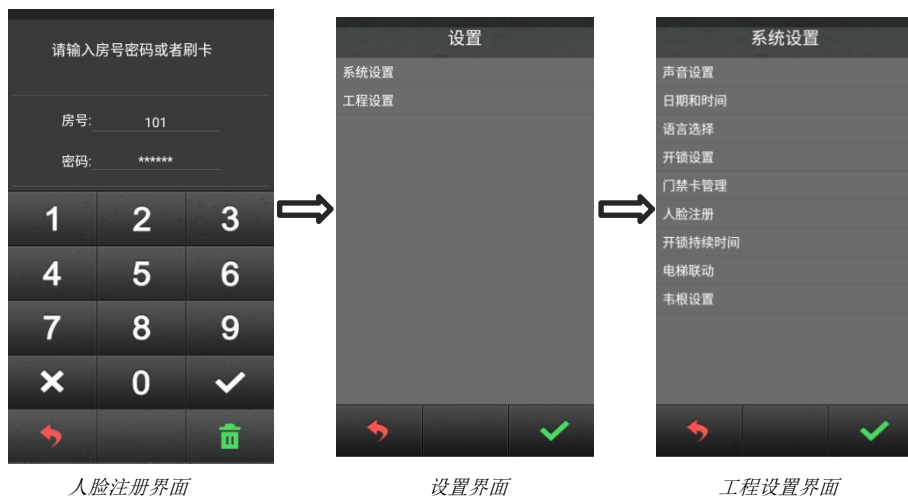 请输入房号密码或者刷卡
房号: 101
密码: ******
1 2 3
4 5 6
7 8 9
0
人脸注册界面
设置
系统设置
工程设置
设置界面
系统设置
声音设置
日期和时间
语言选择
开锁设置
门禁卡管理
人脸注册
开锁持续时间
电梯联动
韦根设置
工程设置界面